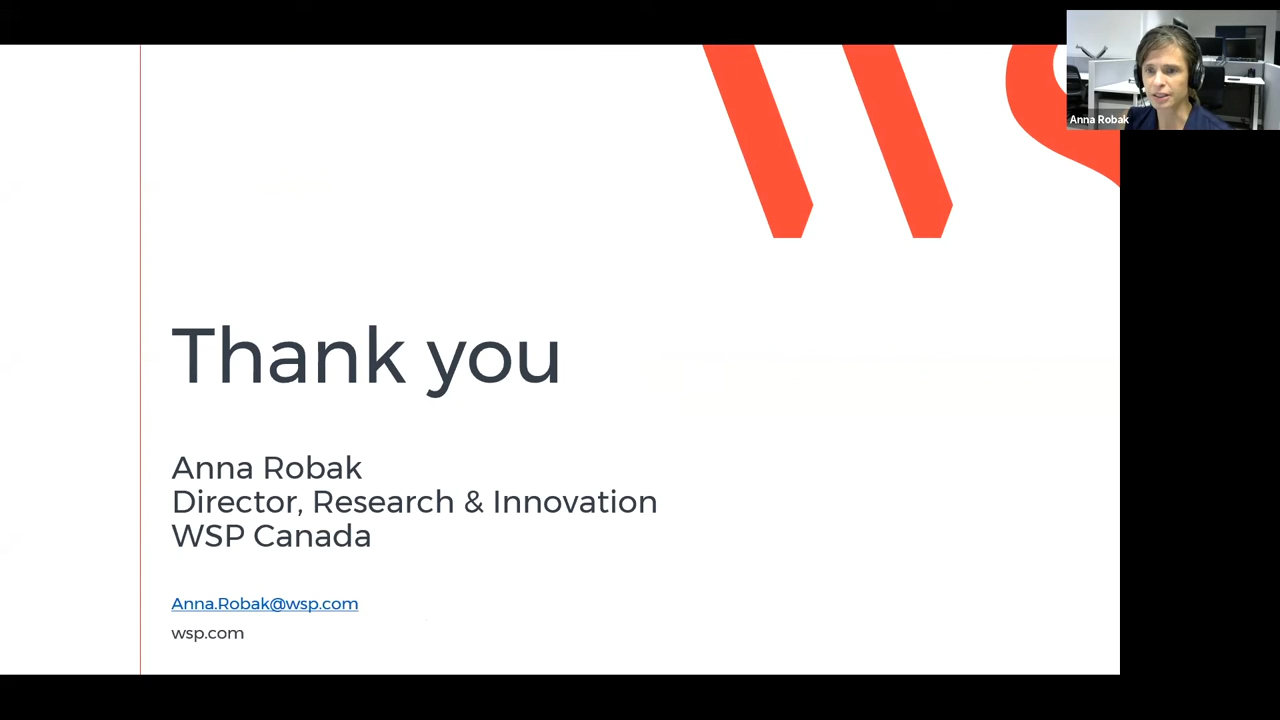 Anna Robak
Thank you
Anna Robak
Director, Research & Innovation
WSP Canada
Anna.Robak@wsp.com
wsp.com